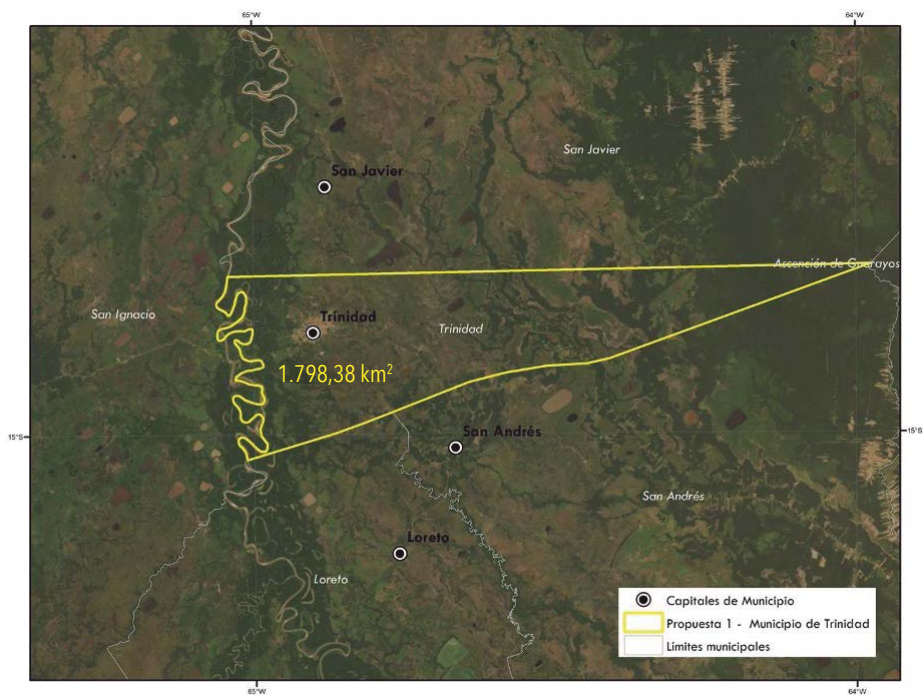 65°W
64°W
San Javier
San Javier
Ascención de Guarayos
San Ignacio
Trinidad
Trinidad
1.798,38 km²
15°S
15°S
San Andrés
San Andrés
Loreto
Loreto
Capitales de Municipio
Propuesta 1 - Municipio de Trinidad
Límites municipales
65°W
64°W